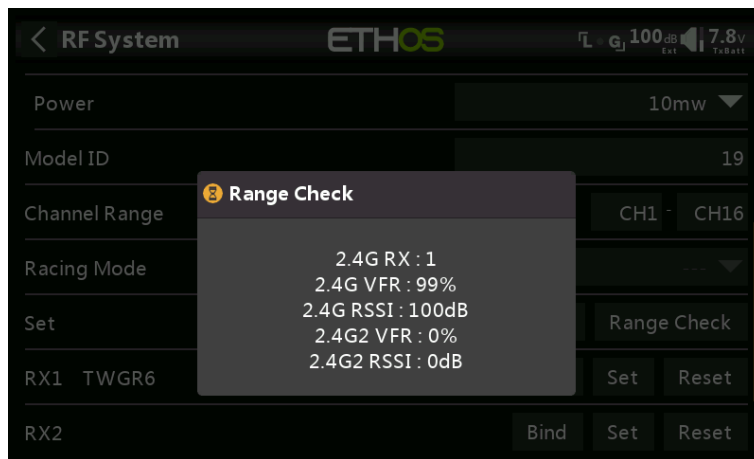 RF System ETHOS L G 100dB Ext 7.8v TxBatt
Power 10mw
Model ID 19
Range Check
Channel Range CH1 - CH16
2.4G RX : 1
2.4G VFR : 99%
Racing Mode ---
2.4G RSSI : 100dB
Set Range Check
2.4G2 VFR : 0%
2.4G2 RSSI : 0dB
RX1 TWGR6 Set Reset
RX2 Bind Set Reset